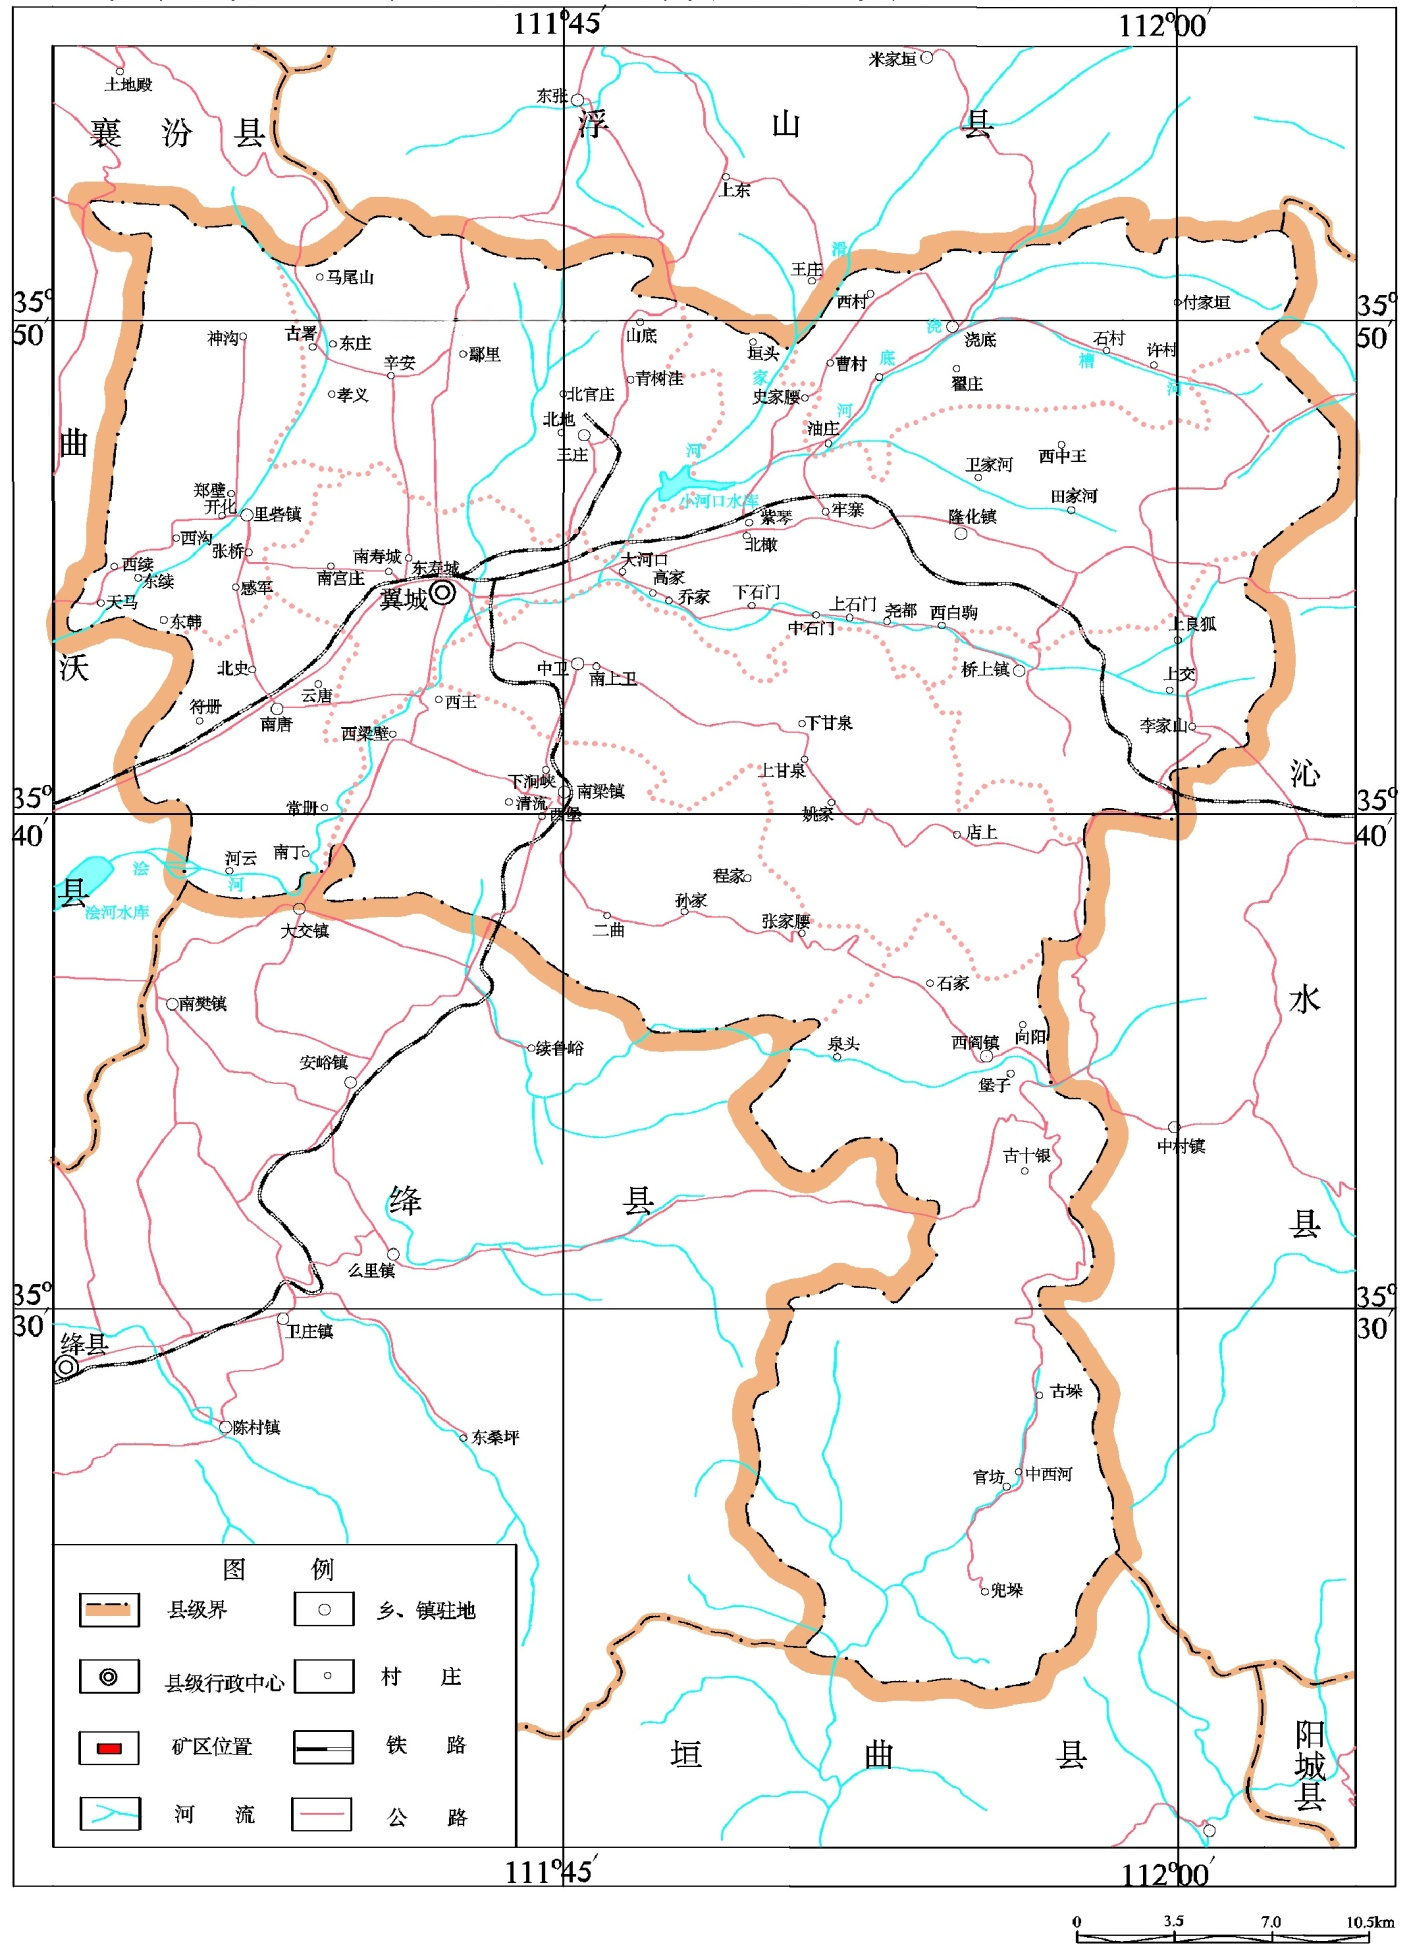 111°45′
112°00′
米家垣
土地殿
东张
襄 汾 县
浮 山 县
上东
滑
王庄
马尾山
西村
付家垣
35°
50′
35°
50′
神沟
古署
东庄
山底
浇
浇底
石村
许村
辛安
鄢里
垣头
曹村
底
槽
青树洼
家
翟庄
河
孝义
北官庄
史家腰
河
北地
油庄
曲
王庄
河
西中王
卫家河
郑壁
小河口水库
田家河
开化
里砦镇
紫琴
牢寨
隆化镇
西沟
北橄
张桥
南寿城
东寿城
大河口
西续
南官庄
高家
东续
感军
翼城
乔家
下石门
上石门
尧都
西白驹
天马
中石门
东韩
上良狐
沃
北史
中卫
南上卫
桥上镇
上交
云唐
符册
西王
南唐
下甘泉
李家山
西梁壁
上甘泉
沁
下涧峡
南梁镇
35°
40′
35°
40′
常册
清流
西堡
姚家
店上
南丁
河云
浍
河
程家
县
浍河水库
孙家
大交镇
二曲
张家腰
石家
水
南樊镇
向阳
续鲁峪
泉头
西阎镇
安峪镇
堡子
中村镇
古十银
绛 县
县
么里镇
35°
30′
35°
30′
卫庄镇
绛县
古垛
陈村镇
东桑坪
官坊
中西河
图 例
兜垛
县级界
乡、镇驻地
县级行政中心
村 庄
矿区位置
铁 路
垣 曲 县
阳
城
县
河 流
公 路
111°45′
112°00′
0 3.5 7.0 10.5km